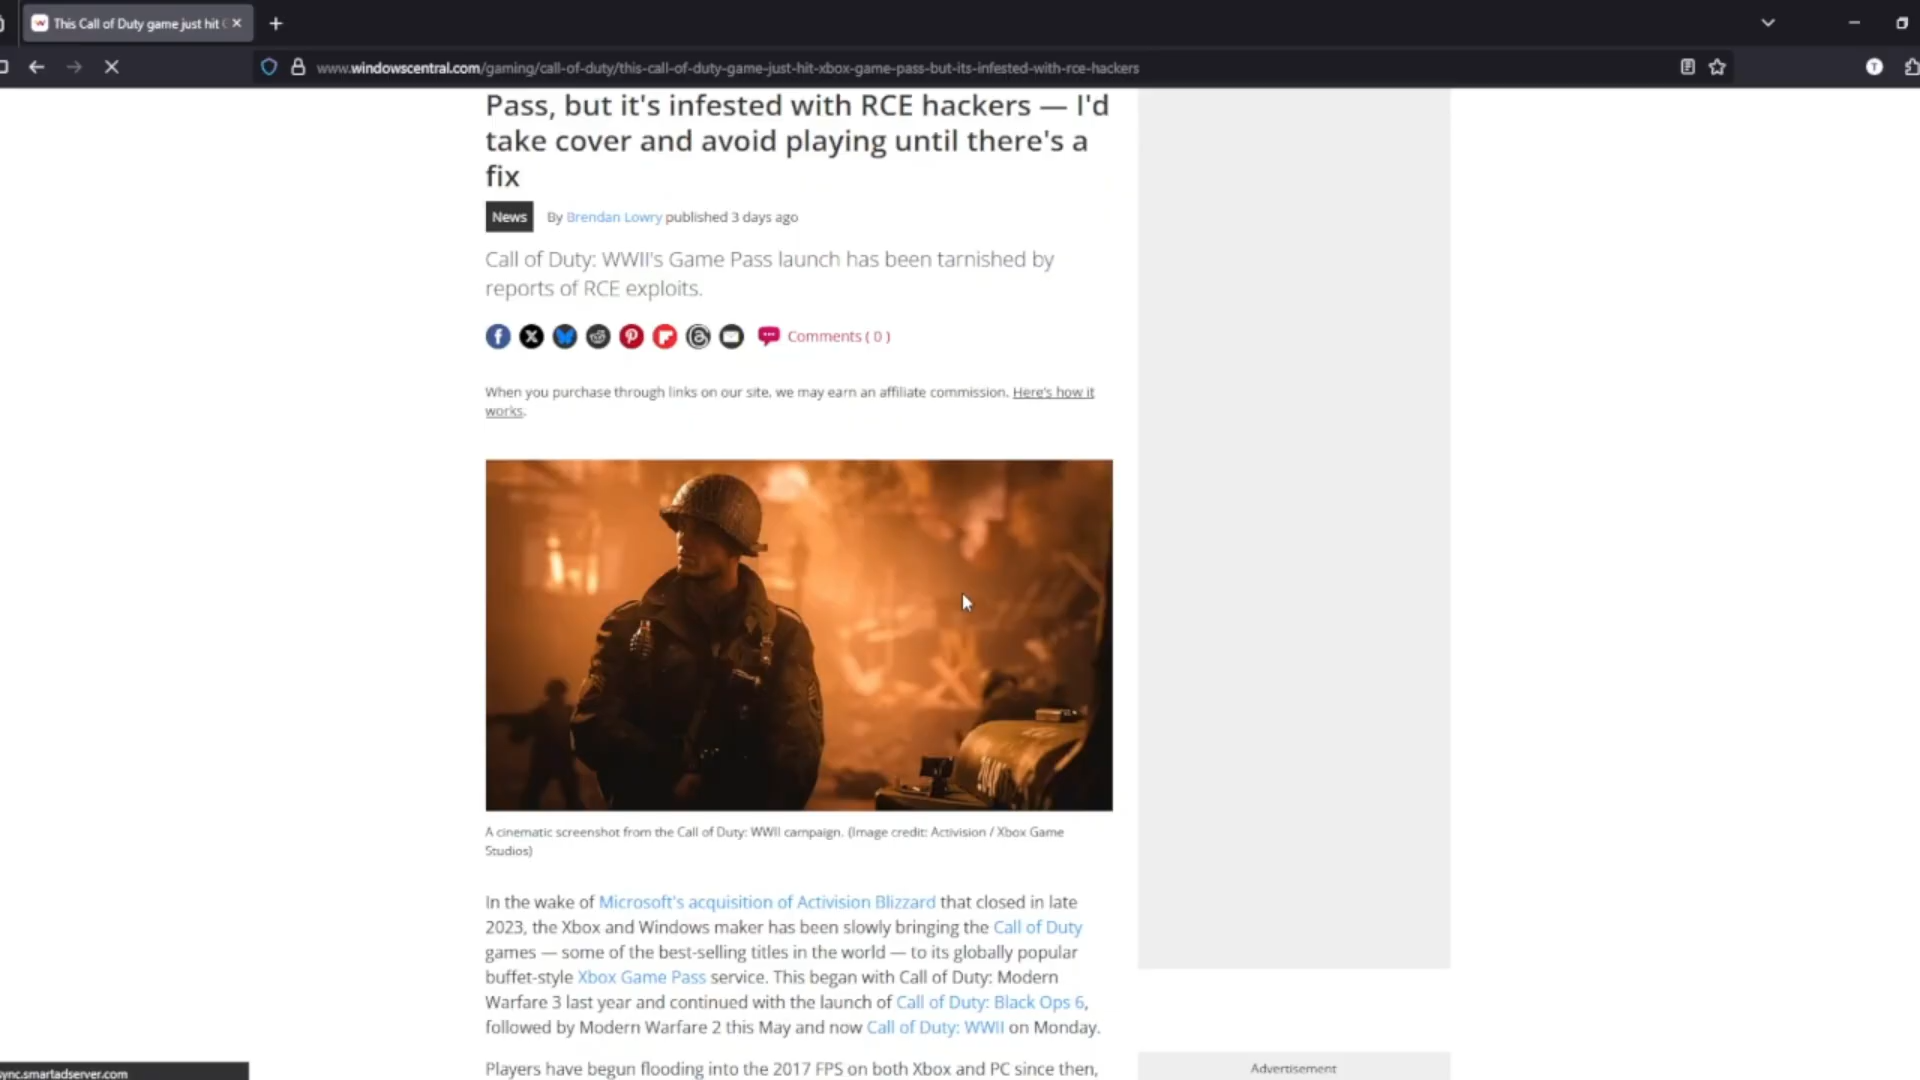 This Call of Duty game just hit
www.windowscentral.com/gaming/call-of-duty/this-call-of-duty-game-just-hit-xbox-game-pass-but-its-infested-with-rce-hackers
T
Pass, but it's infested with RCE hackers — I'd
take cover and avoid playing until there's a
fix
News By Brendan Lowry published 3 days ago
Call of Duty: WWII's Game Pass launch has been tarnished by
reports of RCE exploits.
Comments ( 0 )
When you purchase through links on our site, we may earn an affiliate commission. Here's how it
works.
A cinematic screenshot from the Call of Duty: WWII campaign. (Image credit: Activision / Xbox Game
Studios)
In the wake of Microsoft's acquisition of Activision Blizzard that closed in late
2023, the Xbox and Windows maker has been slowly bringing the Call of Duty
games — some of the best-selling titles in the world — to its globally popular
buffet-style Xbox Game Pass service. This began with Call of Duty: Modern
Warfare 3 last year and continued with the launch of Call of Duty: Black Ops 6,
followed by Modern Warfare 2 this May and now Call of Duty: WWII on Monday.
Players have begun flooding into the 2017 FPS on both Xbox and PC since then,
Advertisement
sync.smartadserver.com